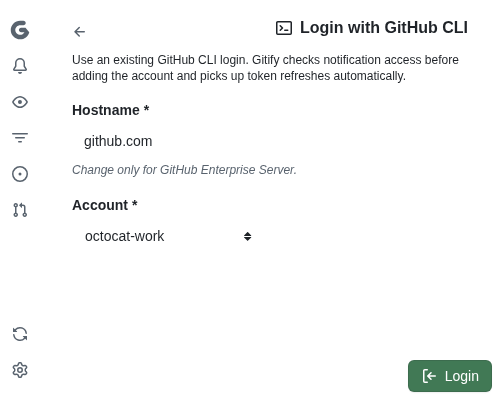 Login with GitHub CLI
Use an existing GitHub CLI login. Gitify checks notification access before
adding the account and picks up token refreshes automatically.
Hostname *
github.com
Change only for GitHub Enterprise Server.
Account *
octocat-work
Login